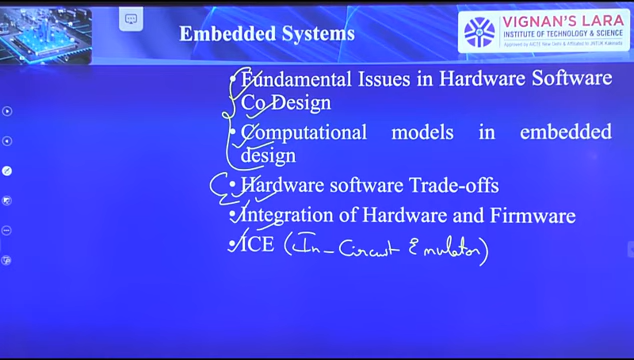 Embedded Systems
VIGNAN'S LARA
INSTITUTE OF TECHNOLOGY & SCIENCE
• Fundamental Issues in Hardware Software
Co Design
• Computational models in embedded
design
• Hardware software Trade-offs
• Integration of Hardware and Firmware
• ICE (In-Circuit Emulator)